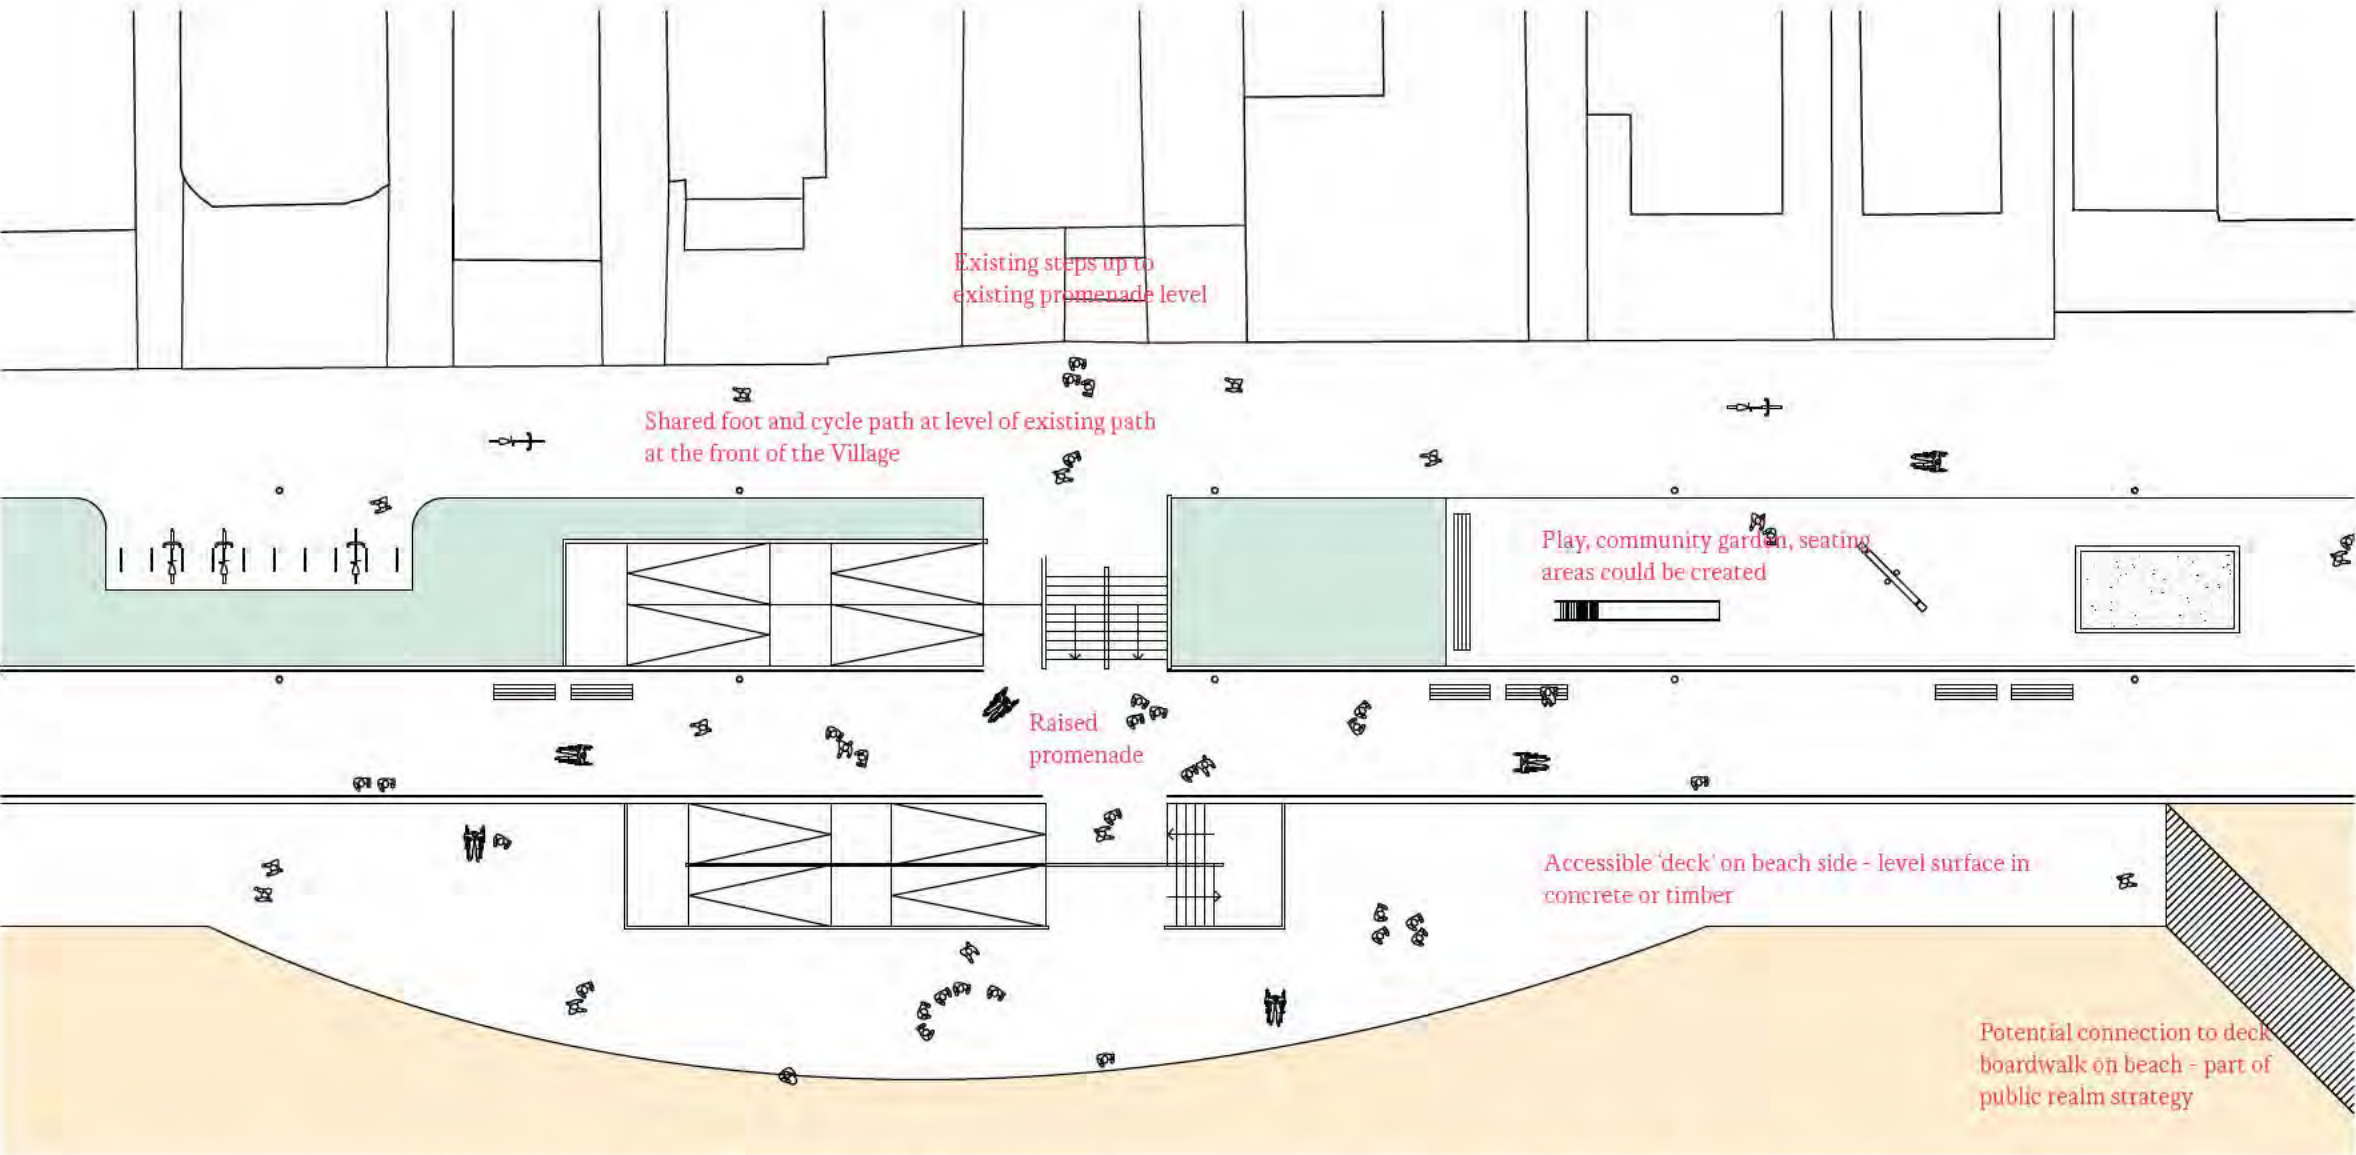 Existing steps up to
existing promenade level
Shared foot and cycle path at level of existing path
at the front of the Village
Play, community garden, seating
areas could be created
Raised
promenade
Accessible ‘deck’ on beach side - level surface in
concrete or timber
Potential connection to deck
boardwalk on beach - part of
public realm strategy